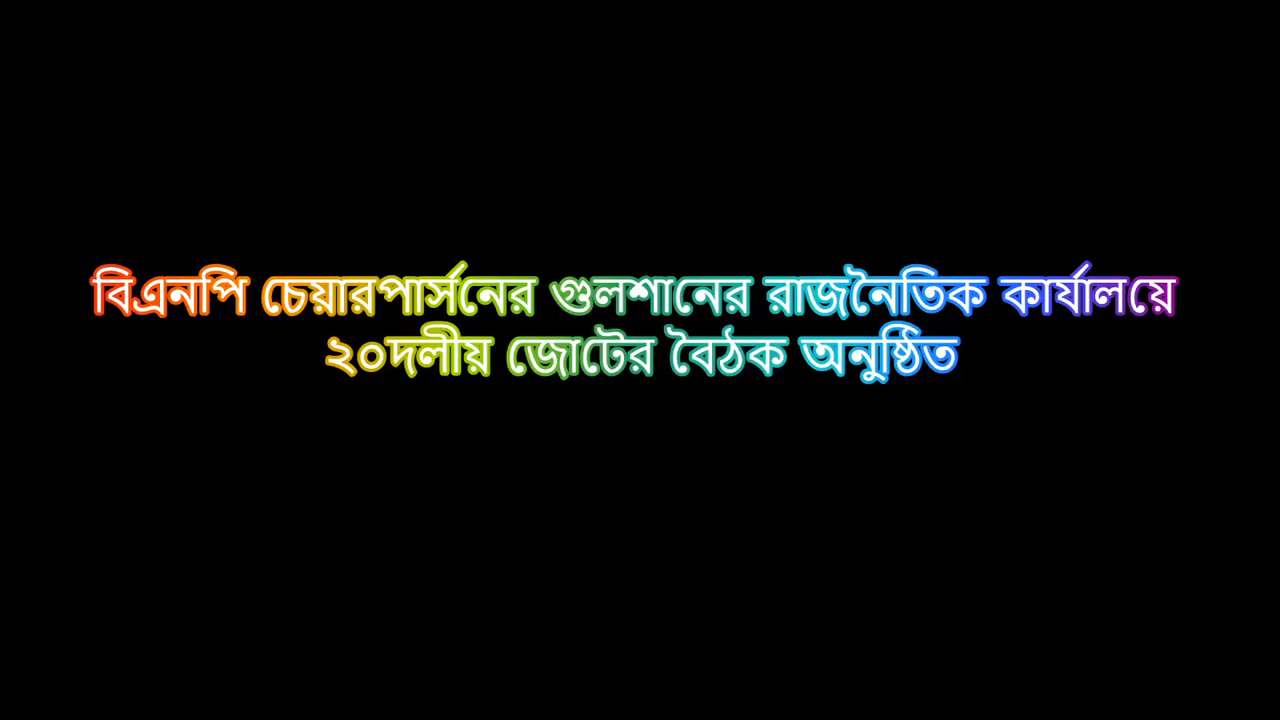 বিএনপি চেয়ারপার্সনের গুলশানের রাজনৈতিক কার্যালয়ে
২০দলীয় জোটের বৈঠক অনুষ্ঠিত